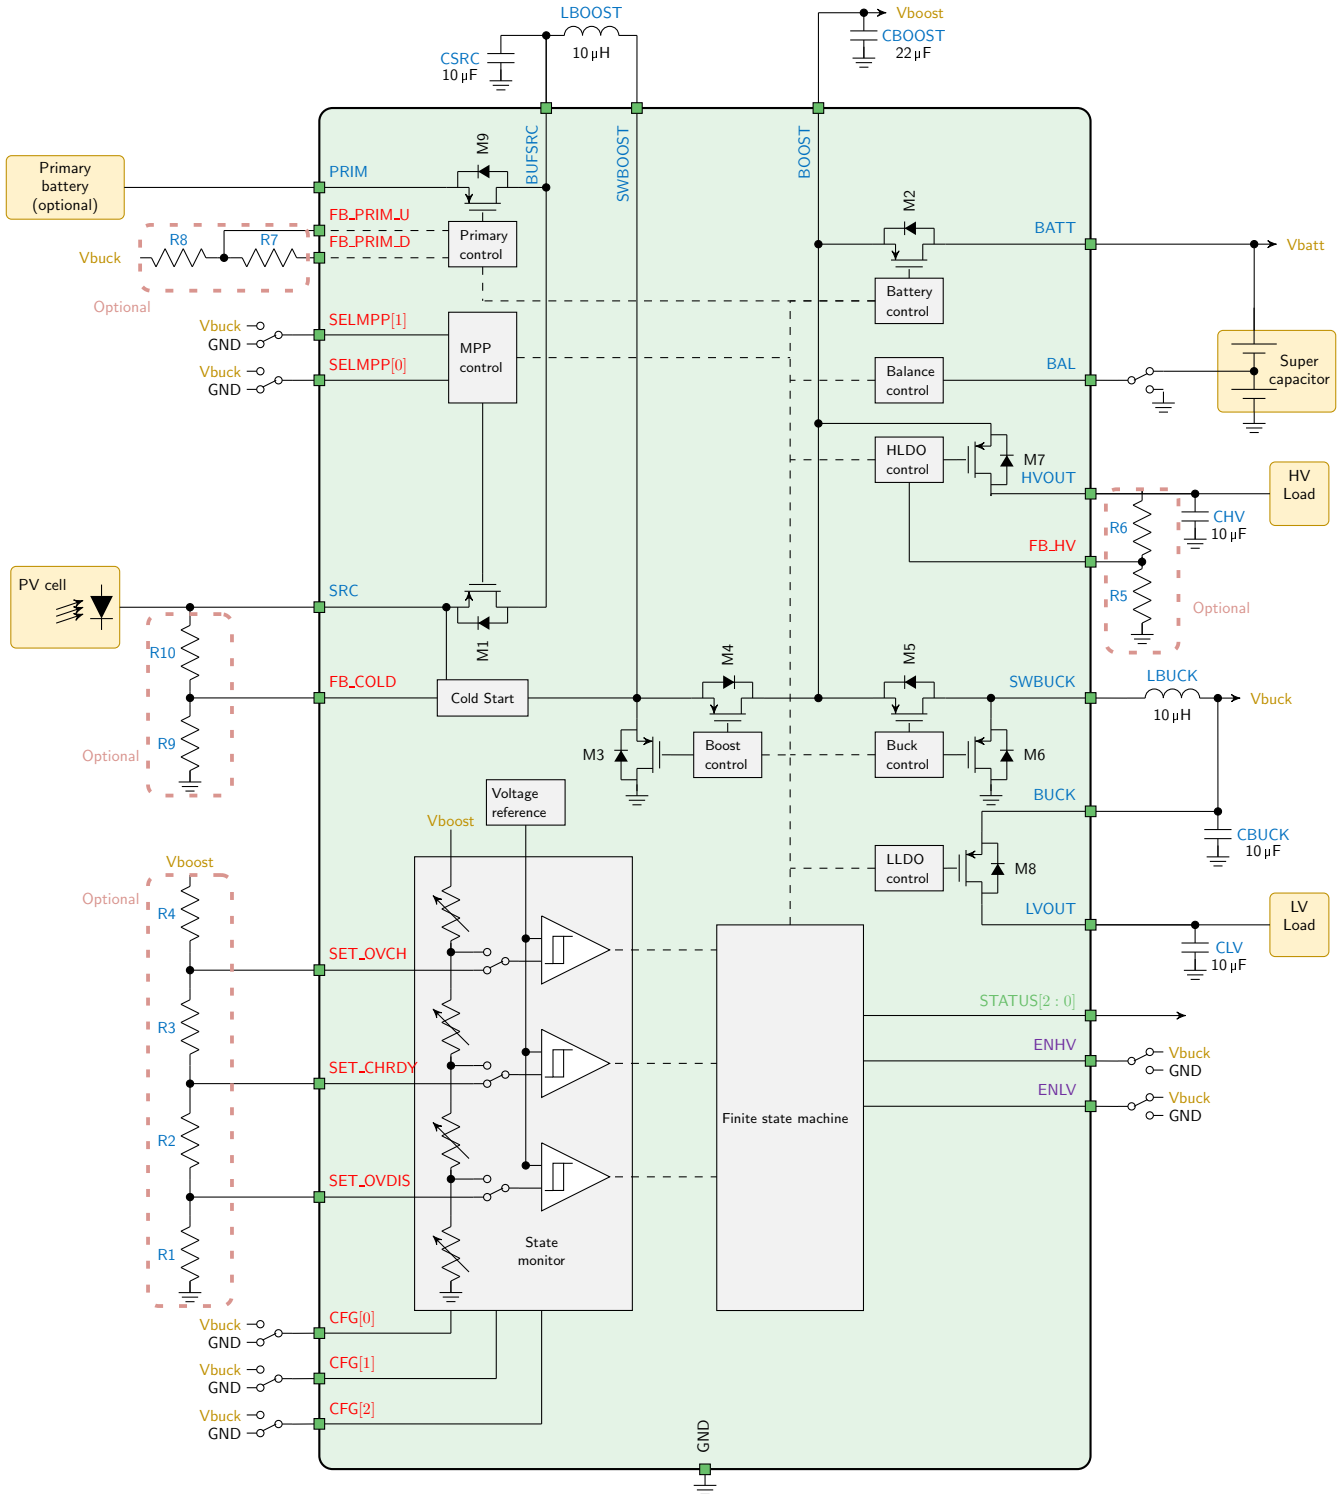 LBOOST
10 µH
CSRC
10 µF
Vboost
CBOOST
22 µF
BUFSRC
SWBOOST
BOOST
Primary
battery
(optional)
PRIM
M9
FB_PRIM_U
FB_PRIM_D
Primary
control
R8
R7
Vbuck
Optional
M2
BATT
Vbatt
Battery
control
Vbuck
GND
SELMPP[1]
Vbuck
GND
SELMPP[0]
MPP
control
Balance
control
BAL
Super
capacitor
HLDO
control
M7
HVOUT
HV
Load
CHV
10 µF
R6
FB_HV
R5
Optional
PV cell
SRC
M1
R10
FB_COLD
Cold Start
R9
Optional
M4
M5
SWBUCK
LBUCK
10 µH
Vbuck
M3
Boost
control
Buck
control
M6
Voltage
reference
Vboost
BUCK
CBUCK
10 µF
LLDO
control
M8
LVOUT
LV
Load
CLV
10 µF
Vboost
Optional
R4
SET_OVCH
R3
SET_CHRDY
R2
SET_OVDIS
R1
State
monitor
Finite state machine
STATUS[2 : 0]
ENHV
Vbuck
GND
ENLV
Vbuck
GND
Vbuck
GND
CFG[0]
Vbuck
GND
CFG[1]
Vbuck
GND
CFG[2]
GND